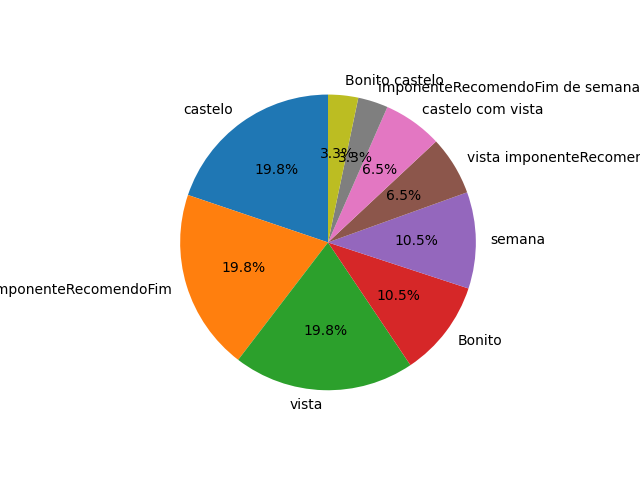 Bonito castelo
imponenteRecomendoFim de semana
castelo
castelo com vista
vista imponenteRecomen
3.3%
3.3%
19.8%
6.5%
6.5%
semana
10.5%
19.8%
mponenteRecomendoFim
10.5%
19.8%
Bonito
vista